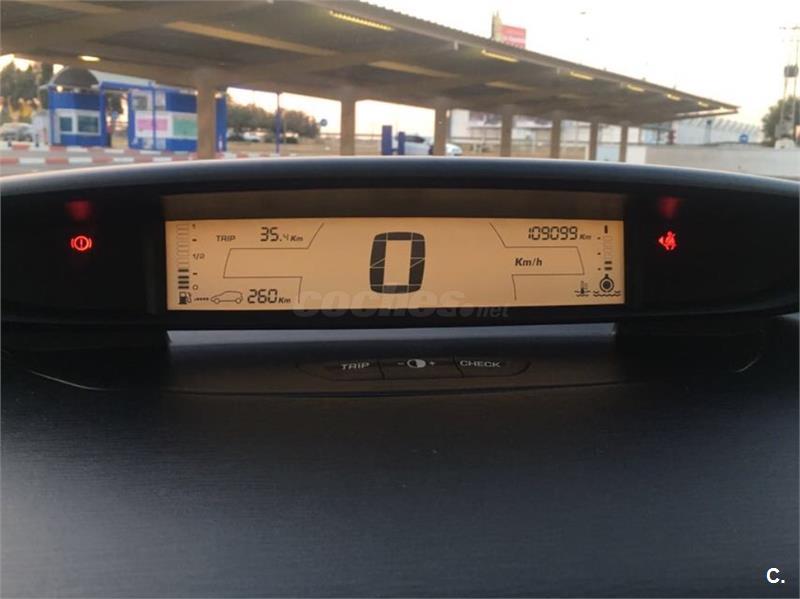 TRIP 35.4 Km
109099 Km
1
1/2
0
0
Km/h
260 Km
coches.net
TRIP - + CHECK
C.